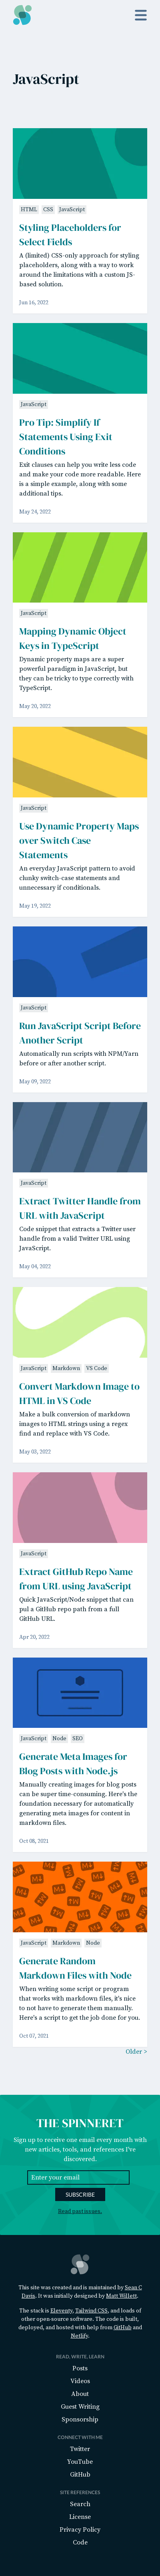 JavaScript
HTML CSS JavaScript
Styling Placeholders for
Select Fields
A (limited) CSS-only approach for styling
placeholders, along with a way to work
around the limitations with a custom JS-
based solution.
Jan 16, 2022
JavaScript
Pro Tip: Simplify If
Statements Using Exit
Conditions
Exit clauses can help you write less code
and make your code more readable. Here
is a simple example, along with some
additional tips.
May 24, 2022
JavaScript
Mapping Dynamic Object
Keys in TypeScript
Dynamic property maps are a super
powerful paradigm in JavaScript, but
they can be tricky to type correctly with
TypeScript.
May 20, 2022
JavaScript
Use Dynamic Property Maps
over Switch Case
Statements
An everyday JavaScript pattern to avoid
clunky switch-case statements and
unnecessary if conditionals.
May 19, 2022
JavaScript
Run JavaScript Script Before
Another Script
Automatically run scripts with NPM/Yarn
before or after another script.
May 09, 2022
JavaScript
Extract Twitter Handle from
URL with JavaScript
Code snippet that extracts a Twitter user
handle from a valid Twitter URL using
JavaScript.
May 04, 2022
JavaScript Markdown VS Code
Convert Markdown Image to
HTML in VS Code
Make a bulk conversion of markdown
images to HTML strings using regex
find and replace with VS Code.
May 03, 2022
JavaScript
Extract GitHub Repo Name
from URL using JavaScript
Quick JavaScript/Node snippet that can
pull a GitHub repo path from a full
GitHub URL.
Apr 20, 2022
JavaScript Node SEO
Generate Meta Images for
Blog Posts with Node.js
Manually creating images for blog posts
can be super time-consuming. Here's the
foundation necessary for automatically
generating meta images for content in
markdown files.
Oct 08, 2021
JavaScript Markdown Node
Generate Random
Markdown Files with Node
When writing some script or program
that works with markdown files, it's nice
to not have to generate them manually.
Here's a script to get the job done for you.
Oct 07, 2021
Older >
THE SPINNERET
Sign up to receive one email every month with
new articles, tools, and resources I've
discovered.
Enter your email
SUBSCRIBE
Read past issues.
This site was created and is maintained by Sean C
Davis. It was initially designed by Matt Willett.
The stack is Eleventy, Tailwind CSS, and loads of
other open-source software. The code is built,
deployed, and hosted with help from GitHub and
Netlify.
READ, WRITE, LEARN
Posts
Videos
About
Guest Writing
Sponsorship
CONNECT WITH ME
Twitter
YouTube
GitHub
SITE REFERENCES
Search
License
Privacy Policy
Code